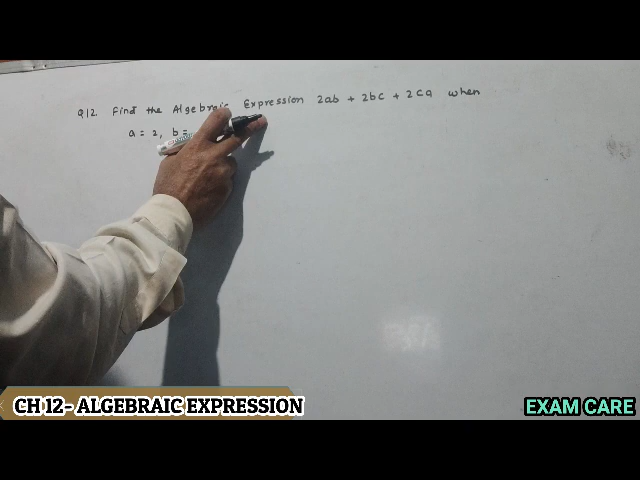 Q12. Find the Algebraic Expression 2ab + 2bc + 2ca when
a = 2, b =
CH 12- ALGEBRAIC EXPRESSION
EXAM CARE